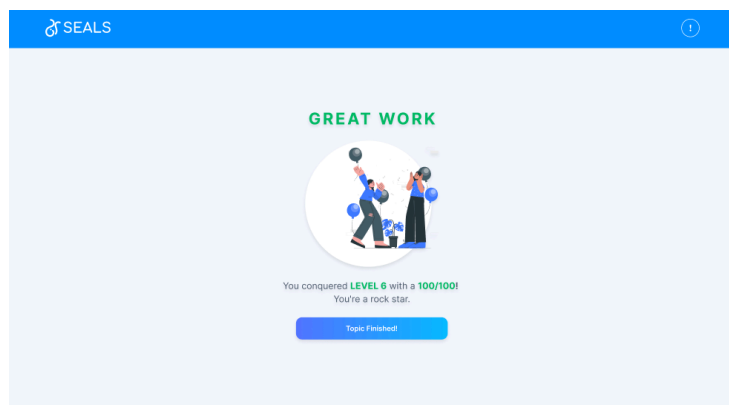 SEALS
!
GREAT WORK
You conquered LEVEL 6 with a 100/100!
You're a rock star.
Topic Finished!